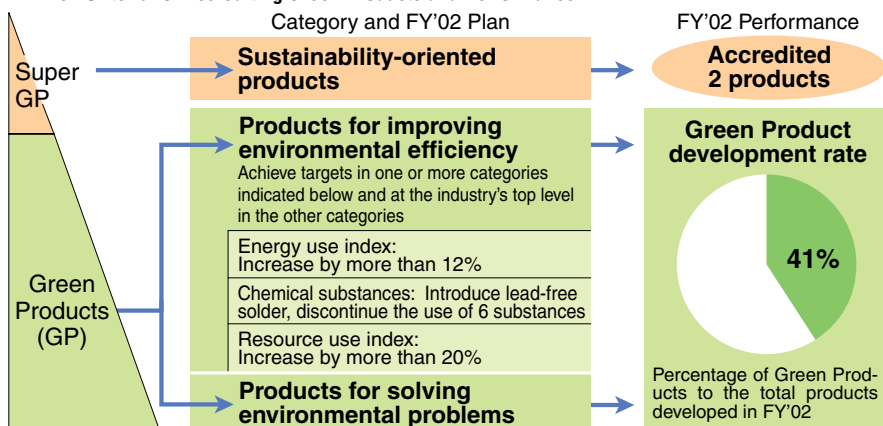 Category and FY'02 Plan
FY'02 Performance
Super
GP
Sustainability-oriented
products
Accredited
2 products
Green
Products
(GP)
Products for improving
environmental efficiency
Achieve targets in one or more categories
indicated below and at the industry's top level
in the other categories
Energy use index:
Increase by more than 12%
Chemical substances: Introduce lead-free
solder, discontinue the use of 6 substances
Resource use index:
Increase by more than 20%
Products for solving
environmental problems
Green Product
development rate
41%
Percentage of Green Prod-
ucts to the total products
developed in FY'02